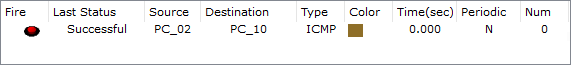 Fire Last Status Source Destination Type Color Time(sec) Periodic Num
Successful PC_02 PC_10 ICMP 0.000 N 0